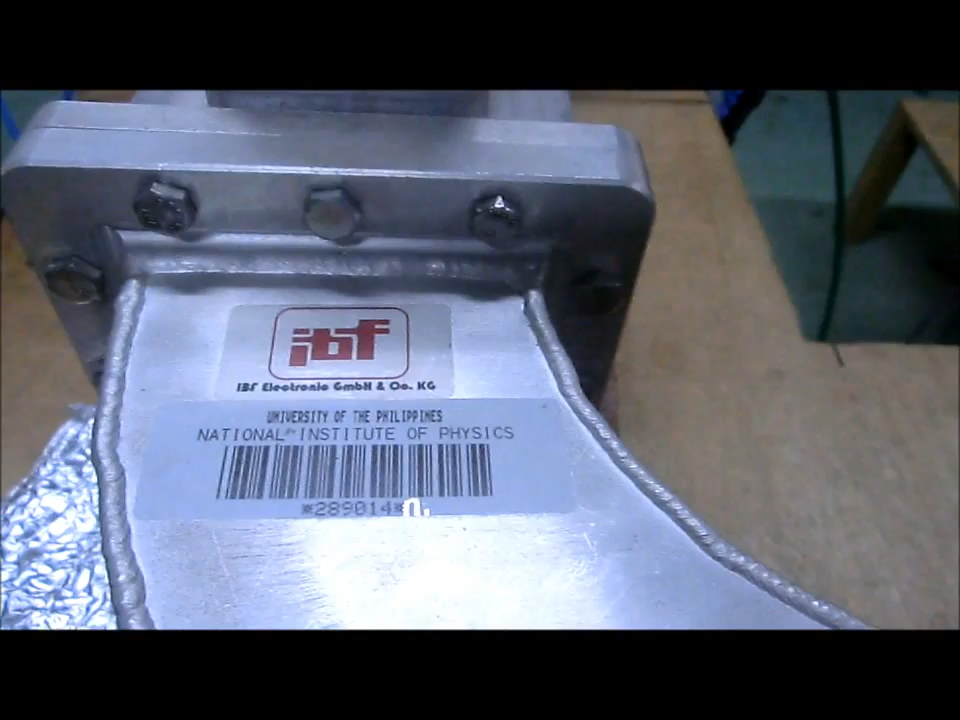 ibf
IBF Electronic GmbH & Co. KG
UNIVERSITY OF THE PHILIPPINES
NATIONAL INSTITUTE OF PHYSICS
*289014*
n.